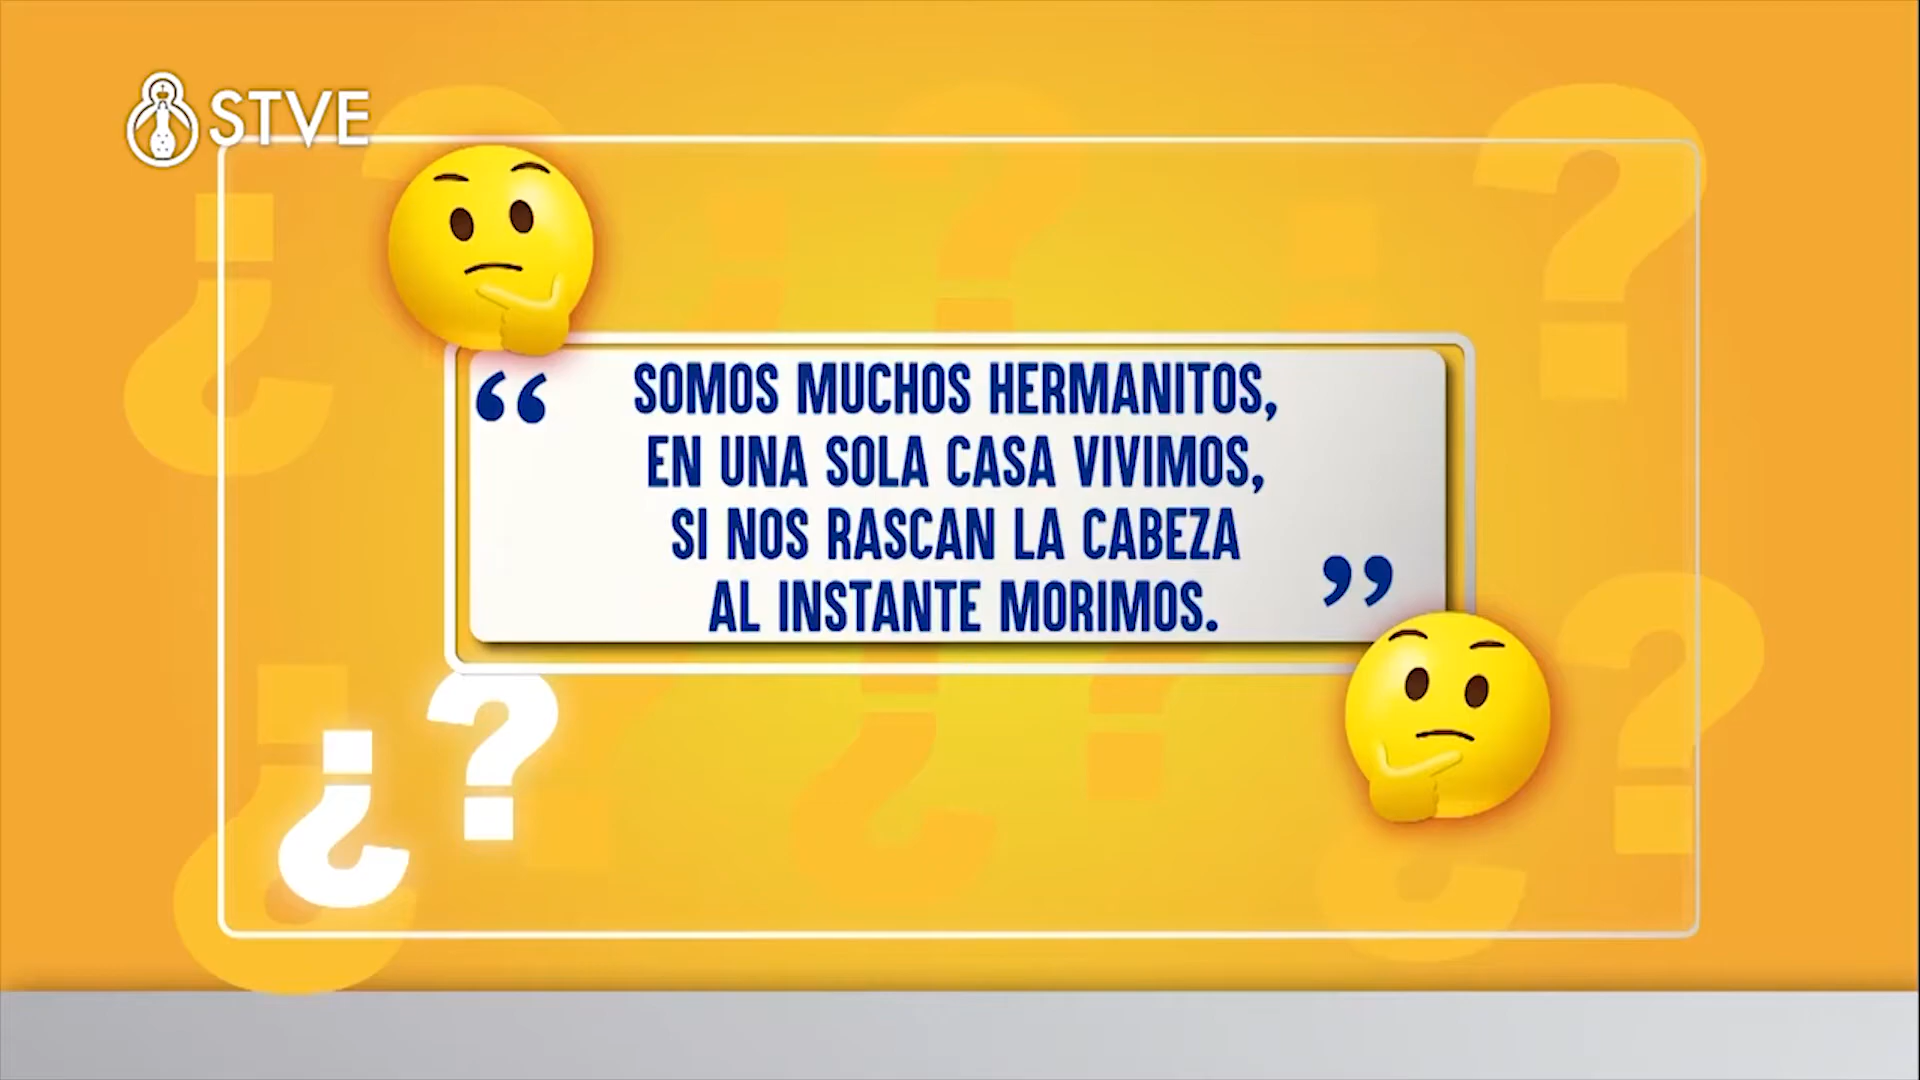 STVE
“ SOMOS MUCHOS HERMANITOS,
EN UNA SOLA CASA VIVIMOS,
SI NOS RASCAN LA CABEZA
AL INSTANTE MORIMOS. ”
¿?